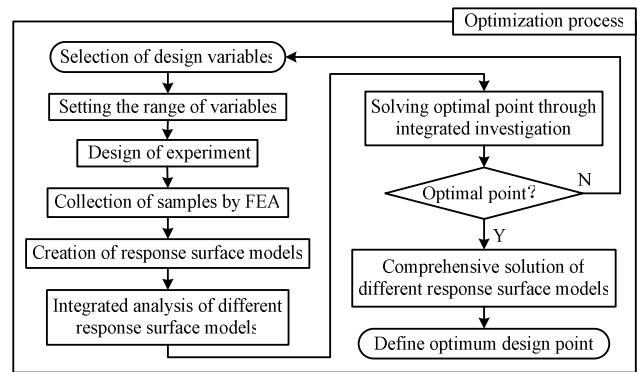 Optimization process
Selection of design variables
Setting the range of variables
Design of experiment
Collection of samples by FEA
Creation of response surface models
Integrated analysis of different
response surface models
Solving optimal point through
integrated investigation
Optimal point?
N
Y
Comprehensive solution of
different response surface models
Define optimum design point